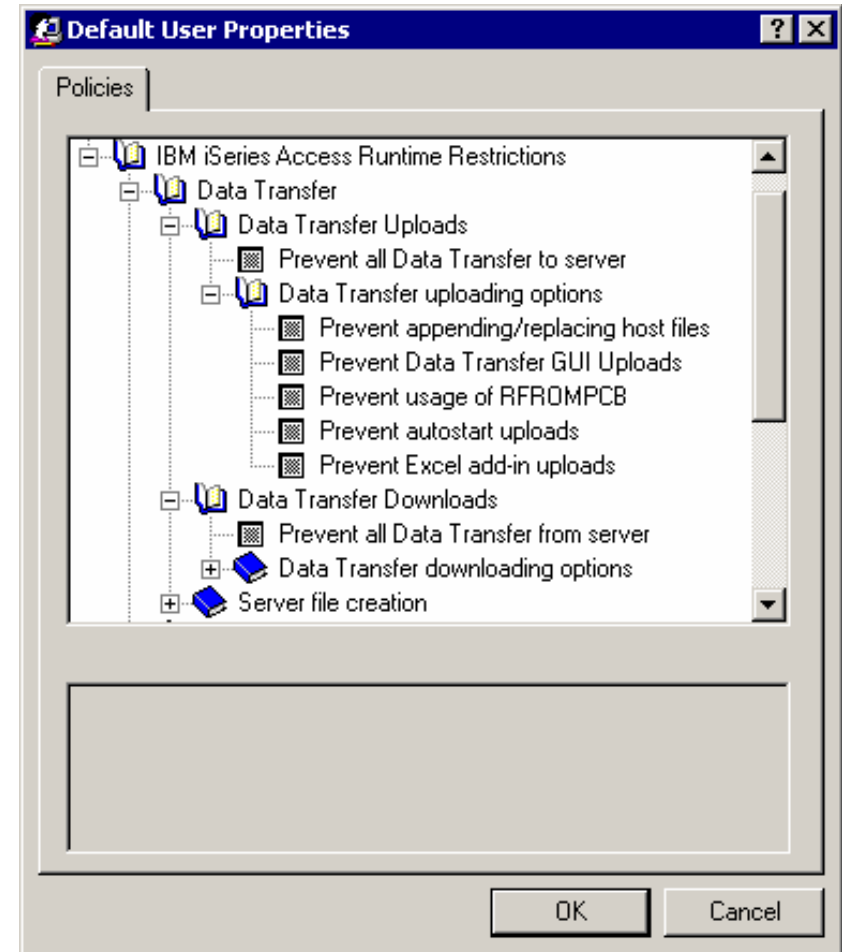 Default User Properties
Policies
IBM iSeries Access Runtime Restrictions
Data Transfer
Data Transfer Uploads
Prevent all Data Transfer to server
Data Transfer uploading options
Prevent appending/replacing host files
Prevent Data Transfer GUI Uploads
Prevent usage of RFROMPCB
Prevent autostart uploads
Prevent Excel add-in uploads
Data Transfer Downloads
Prevent all Data Transfer from server
Data Transfer downloading options
Server file creation
OK Cancel